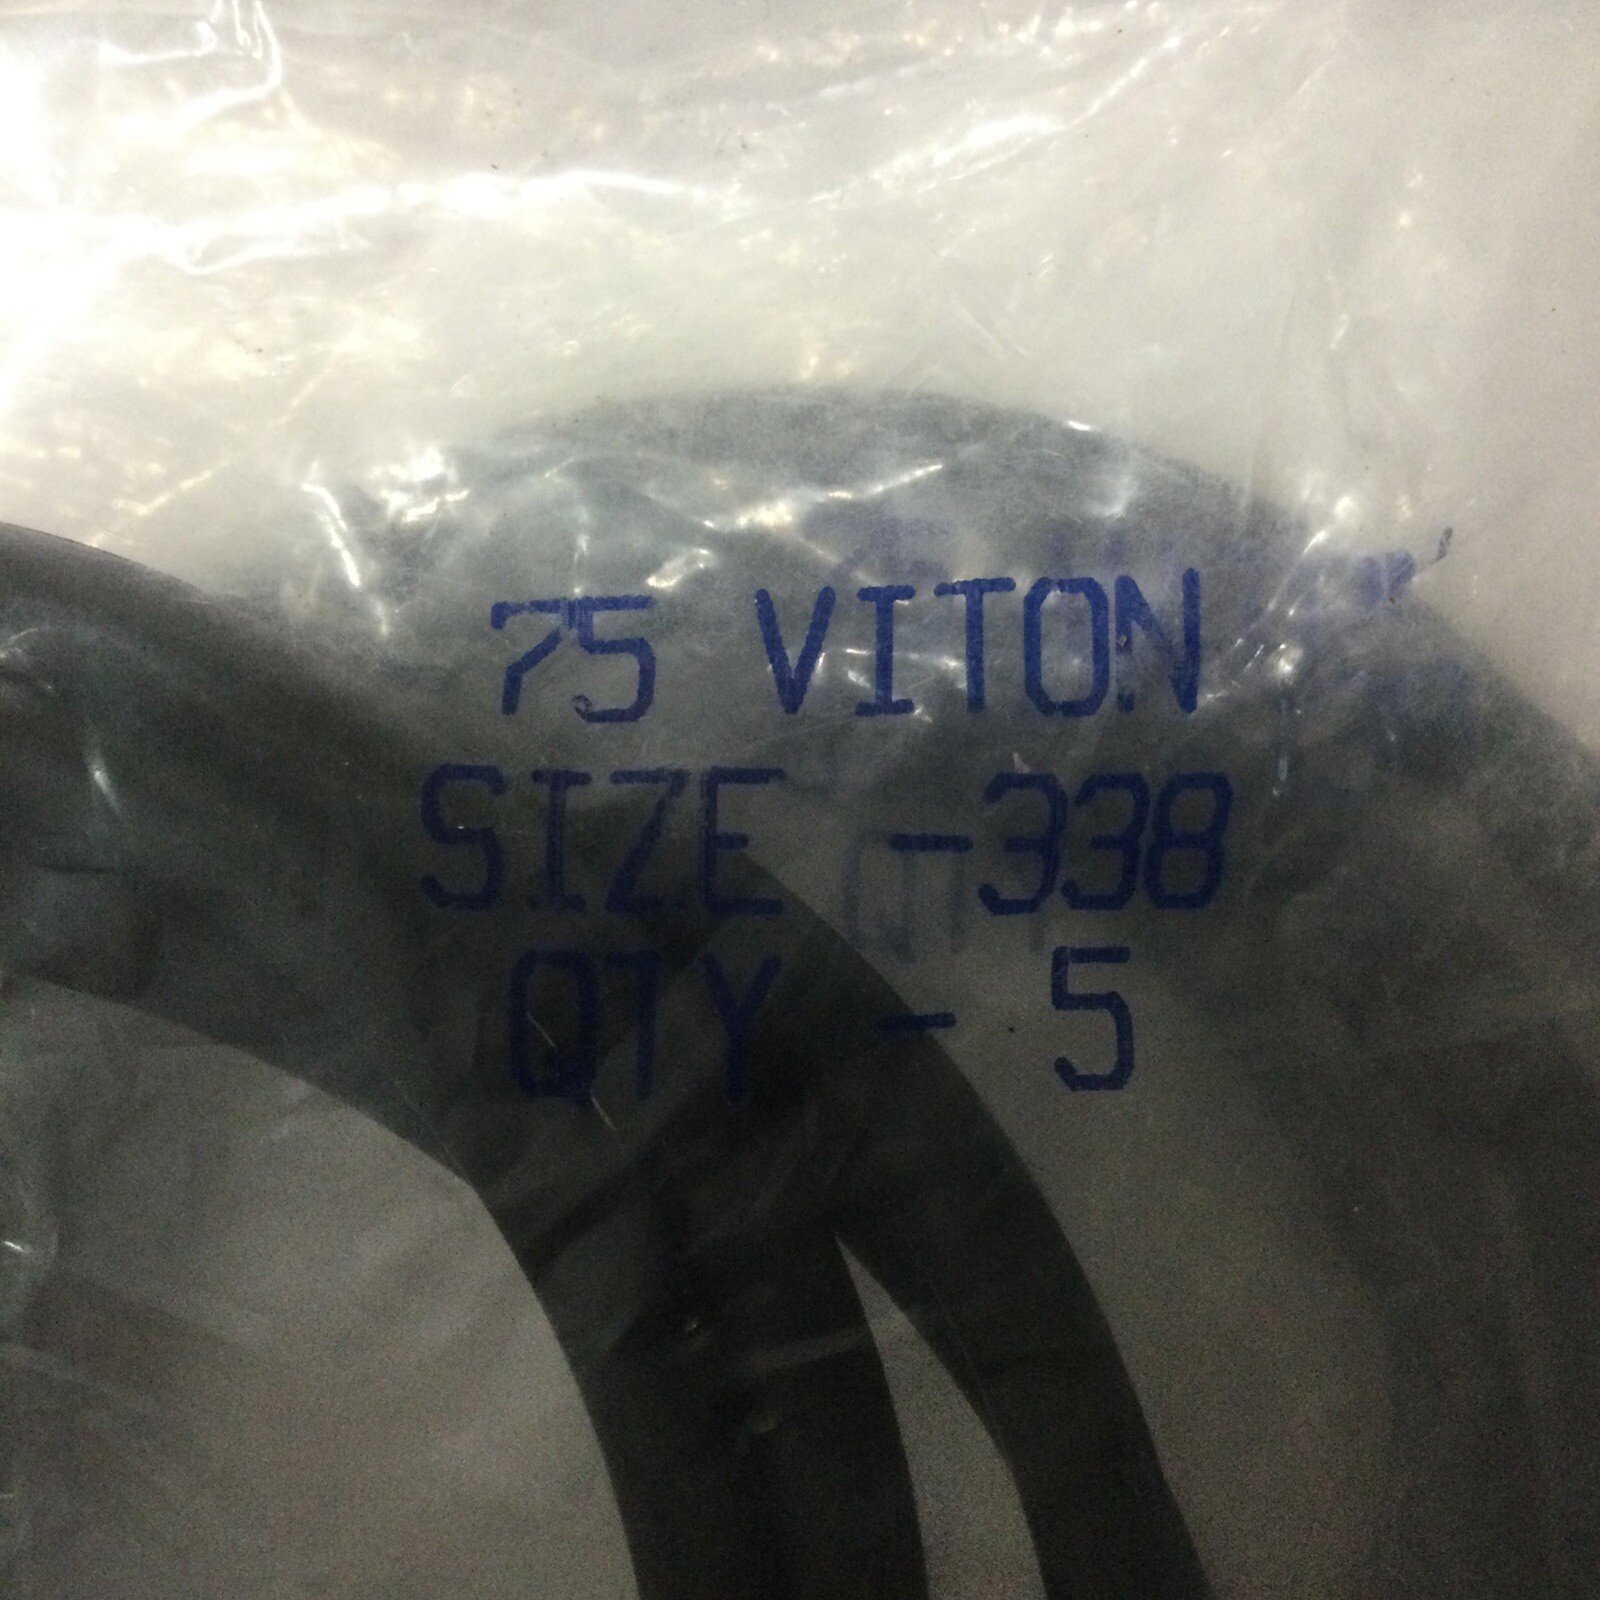 75 VITON
SIZE -338
QTY - 5